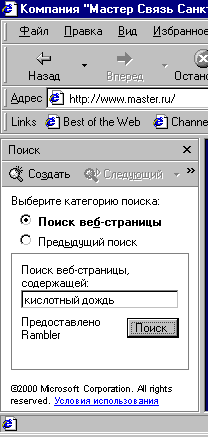 Компания "Мастер Связь Санкт
Файл Правка Вид Избранное
Назад Вперед Остано
Адрес http://www.master.ru/
Links Best of the Web Channe
Поиск
Создать Следующий
Выберите категорию поиска:
Поиск веб-страницы
Предыдущий поиск
Поиск веб-страницы,
содержащей:
кислотный дождь
Предоставлено
Rambler
Поиск
©2000 Microsoft Corporation. All rights
reserved. Условия использования